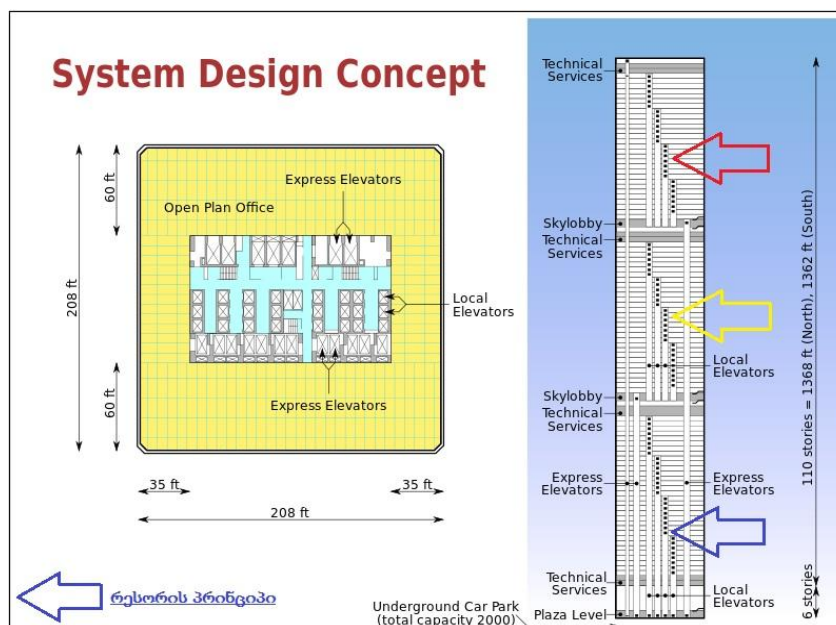 System Design Concept
Express Elevators
Open Plan Office
Local
Elevators
Express Elevators
60 ft
208 ft
60 ft
35 ft
35 ft
208 ft
რესორის პრინციპი
Technical
Services
Skylobby
Technical
Services
Local
Elevators
Skylobby
Technical
Services
Express
Elevators
Express
Elevators
Technical
Services
Local
Elevators
Underground Car Park
(total capacity 2000)
Plaza Level
110 stories = 1368 ft (North), 1362 ft (South)
6 stories